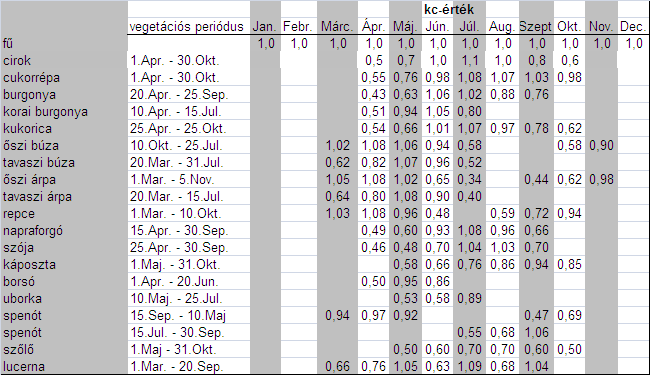 kc-érték
vegetációs periódus Jan. Febr. Márc. Ápr. Máj. Jún. Júl. Aug. Szept Okt. Nov. Dec.
fű 1,0 1,0 1,0 1,0 1,0 1,0 1,0 1,0 1,0 1,0 1,0 1,0
cirok 1.Apr. - 30.Okt. 0,5 0,7 1,0 1,1 1,0 0,8 0,6
cukorrépa 1.Apr. - 30.Okt. 0,55 0,76 0,98 1,08 1,07 1,03 0,98
burgonya 20.Apr. - 25.Sep. 0,43 0,63 1,06 1,02 0,88 0,76
korai burgonya 10.Apr. - 15.Jul. 0,51 0,94 1,05 0,80
kukorica 25.Apr. - 25.Okt. 0,54 0,66 1,01 1,07 0,97 0,78 0,62
őszi búza 10.Okt. - 25.Jul. 1,02 1,08 1,06 0,94 0,58 0,58 0,90
tavaszi búza 20.Mar. - 31.Jul. 0,62 0,82 1,07 0,96 0,52
őszi árpa 1.Mar. - 5.Nov. 1,05 1,08 1,02 0,65 0,34 0,44 0,62 0,98
tavaszi árpa 20.Mar. - 15.Jul. 0,64 0,80 1,08 0,90 0,40
repce 1.Mar. - 10.Okt. 1,03 1,08 0,96 0,48 0,59 0,72 0,94
napraforgó 15.Apr. - 30.Sep. 0,49 0,60 0,93 1,08 0,96 0,66
szója 25.Apr. - 30.Sep. 0,46 0,48 0,70 1,04 1,03 0,70
káposzta 1.Maj - 31.Okt. 0,58 0,66 0,76 0,86 0,94 0,85
borsó 1.Apr. - 20.Jun. 0,50 0,95 0,86
uborka 10.Maj - 25.Jul. 0,53 0,58 0,89
spenót 15.Sep. - 10.Maj 0,94 0,97 0,92 0,47 0,69
spenót 15.Jul. - 30.Sep. 0,55 0,68 1,06
szőlő 1.Maj - 31.Okt. 0,50 0,60 0,70 0,70 0,60 0,50
lucerna 1.Mar. - 20.Sep. 0,66 0,76 1,05 0,63 1,09 0,68 1,04